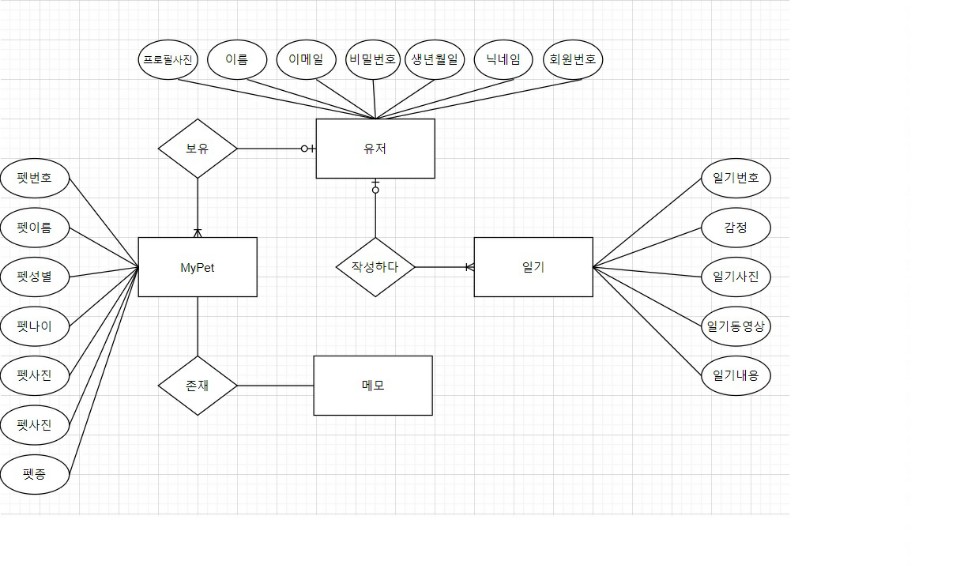 프로필사진
이름
이메일
비밀번호
생년월일
닉네임
회원번호
보유
유저
펫번호
펫이름
펫성별
펫나이
펫사진
펫사진
펫종
MyPet
작성하다
일기
일기번호
감정
일기사진
일기동영상
일기내용
존재
메모